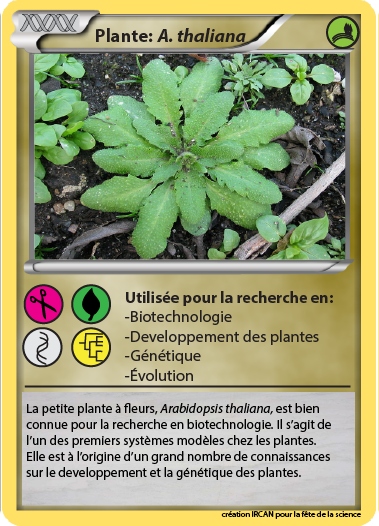 Plante: A. thaliana
Utilisée pour la recherche en:
-Biotechnologie
-Developpement des plantes
-Génétique
-Évolution
La petite plante à fleurs, Arabidopsis thaliana, est bien
connue pour la recherche en biotechnologie. Il s’agit de
l’un des premiers systèmes modèles chez les plantes.
Elle est à l’origine d’un grand nombre de connaissances
sur le developpement et la génétique des plantes.
création IRCAN pour la fête de la science